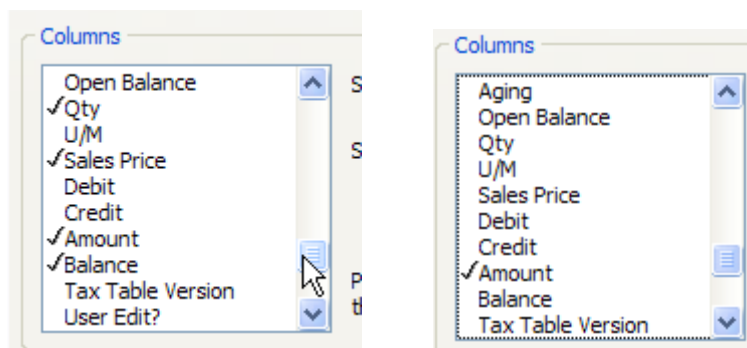 Columns
Open Balance
✓Qty
U/M
✓Sales Price
Debit
Credit
✓Amount
✓Balance
Tax Table Version
User Edit?
S
S
P
Columns
Aging
Open Balance
Qty
U/M
Sales Price
Debit
Credit
✓Amount
Balance
Tax Table Version